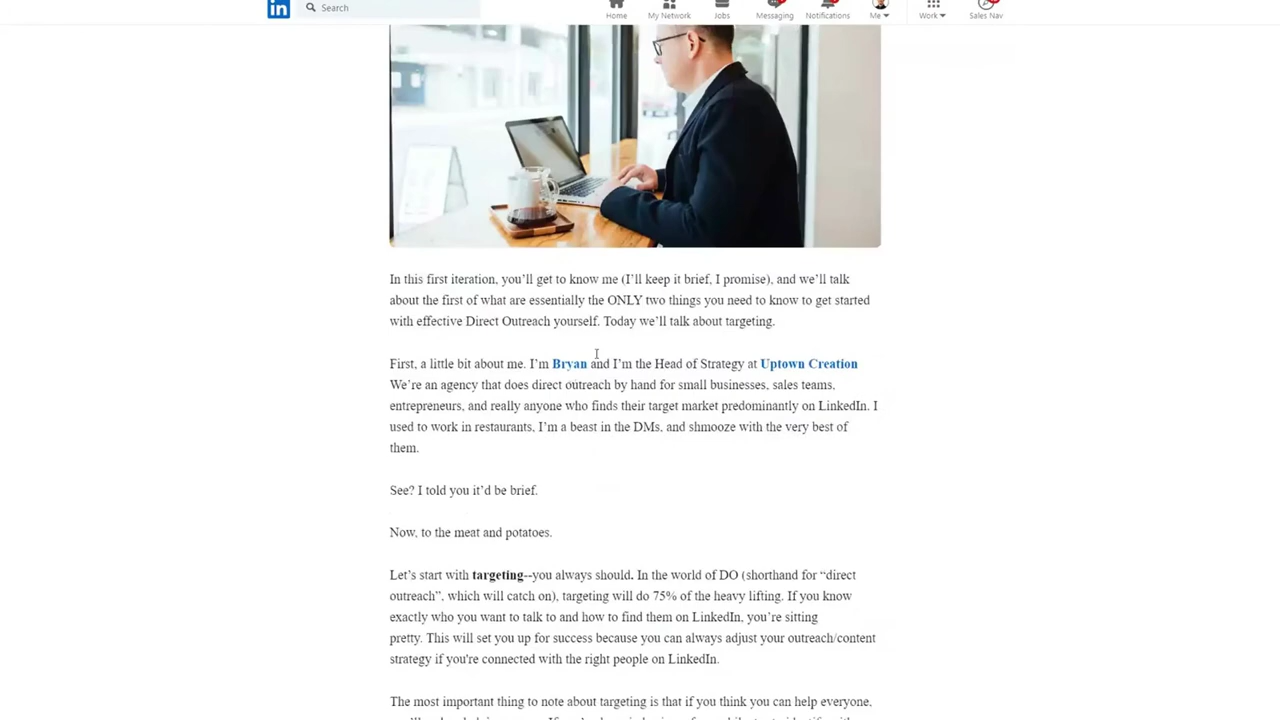 in
Search
Home
My Network
Jobs
Messaging
Notifications
Me
Work
Sales Nav
In this first iteration, you’ll get to know me (I’ll keep it brief, I promise), and we’ll talk
about the first of what are essentially the ONLY two things you need to know to get started
with effective Direct Outreach yourself. Today we’ll talk about targeting.
First, a little bit about me. I’m Bryan and I’m the Head of Strategy at Uptown Creation
We’re an agency that does direct outreach by hand for small businesses, sales teams,
entrepreneurs, and really anyone who finds their target market predominantly on LinkedIn. I
used to work in restaurants, I’m a beast in the DMs, and shmooze with the very best of
them.
See? I told you it’d be brief.
Now, to the meat and potatoes.
Let’s start with targeting--you always should. In the world of DO (shorthand for “direct
outreach”, which will catch on), targeting will do 75% of the heavy lifting. If you know
exactly who you want to talk to and how to find them on LinkedIn, you’re sitting
pretty. This will set you up for success because you can always adjust your outreach/content
strategy if you're connected with the right people on LinkedIn.
The most important thing to note about targeting is that if you think you can help everyone,